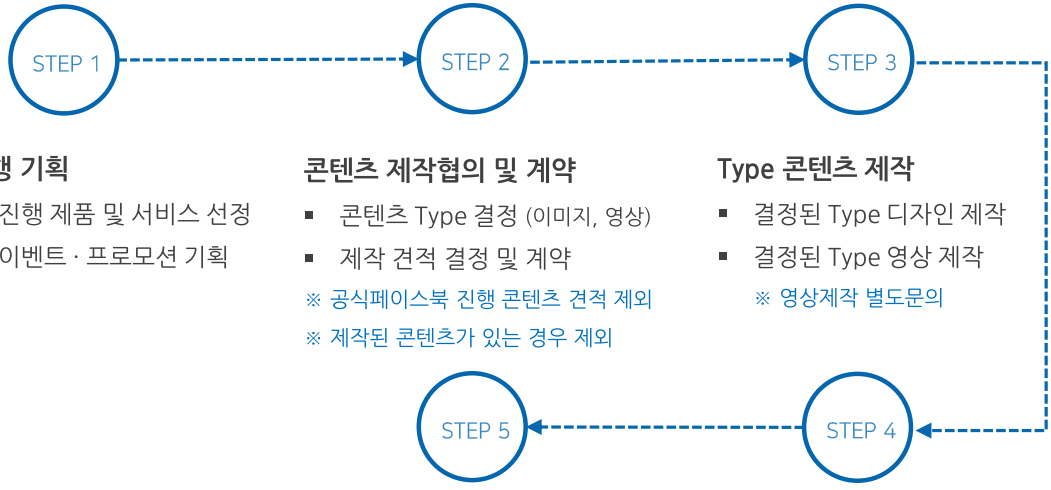 STEP 1
STEP 2
STEP 3
기획
진행 제품 및 서비스 선정
이벤트 · 프로모션 기획
콘텐츠 제작협의 및 계약
▪ 콘텐츠 Type 결정 (이미지, 영상)
▪ 제작 견적 결정 및 계약
※ 공식페이스북 진행 콘텐츠 견적 제외
※ 제작된 콘텐츠가 있는 경우 제외
Type 콘텐츠 제작
▪ 결정된 Type 디자인 제작
▪ 결정된 Type 영상 제작
※ 영상제작 별도문의
STEP 5
STEP 4